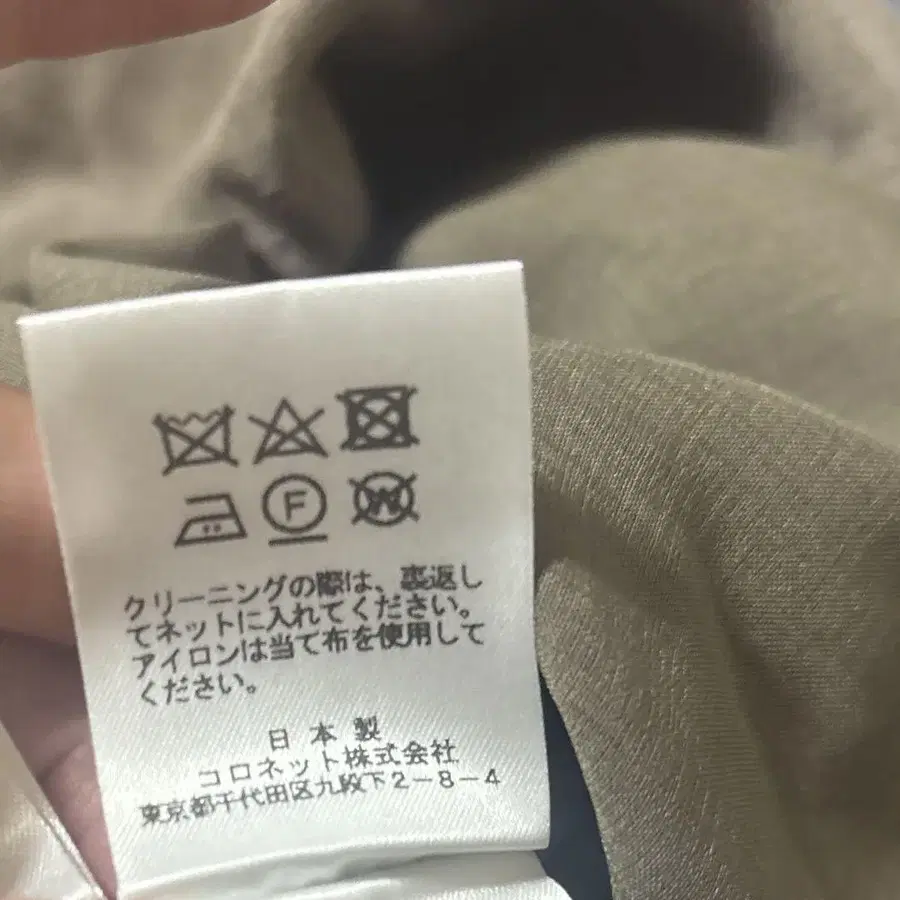 F W
クリーニングの際は、裏返し
てネットに入れてください。
アイロンは当て布を使用して
ください。
日本製
コロネット株式会社
東京都千代田区九段下2-8-4